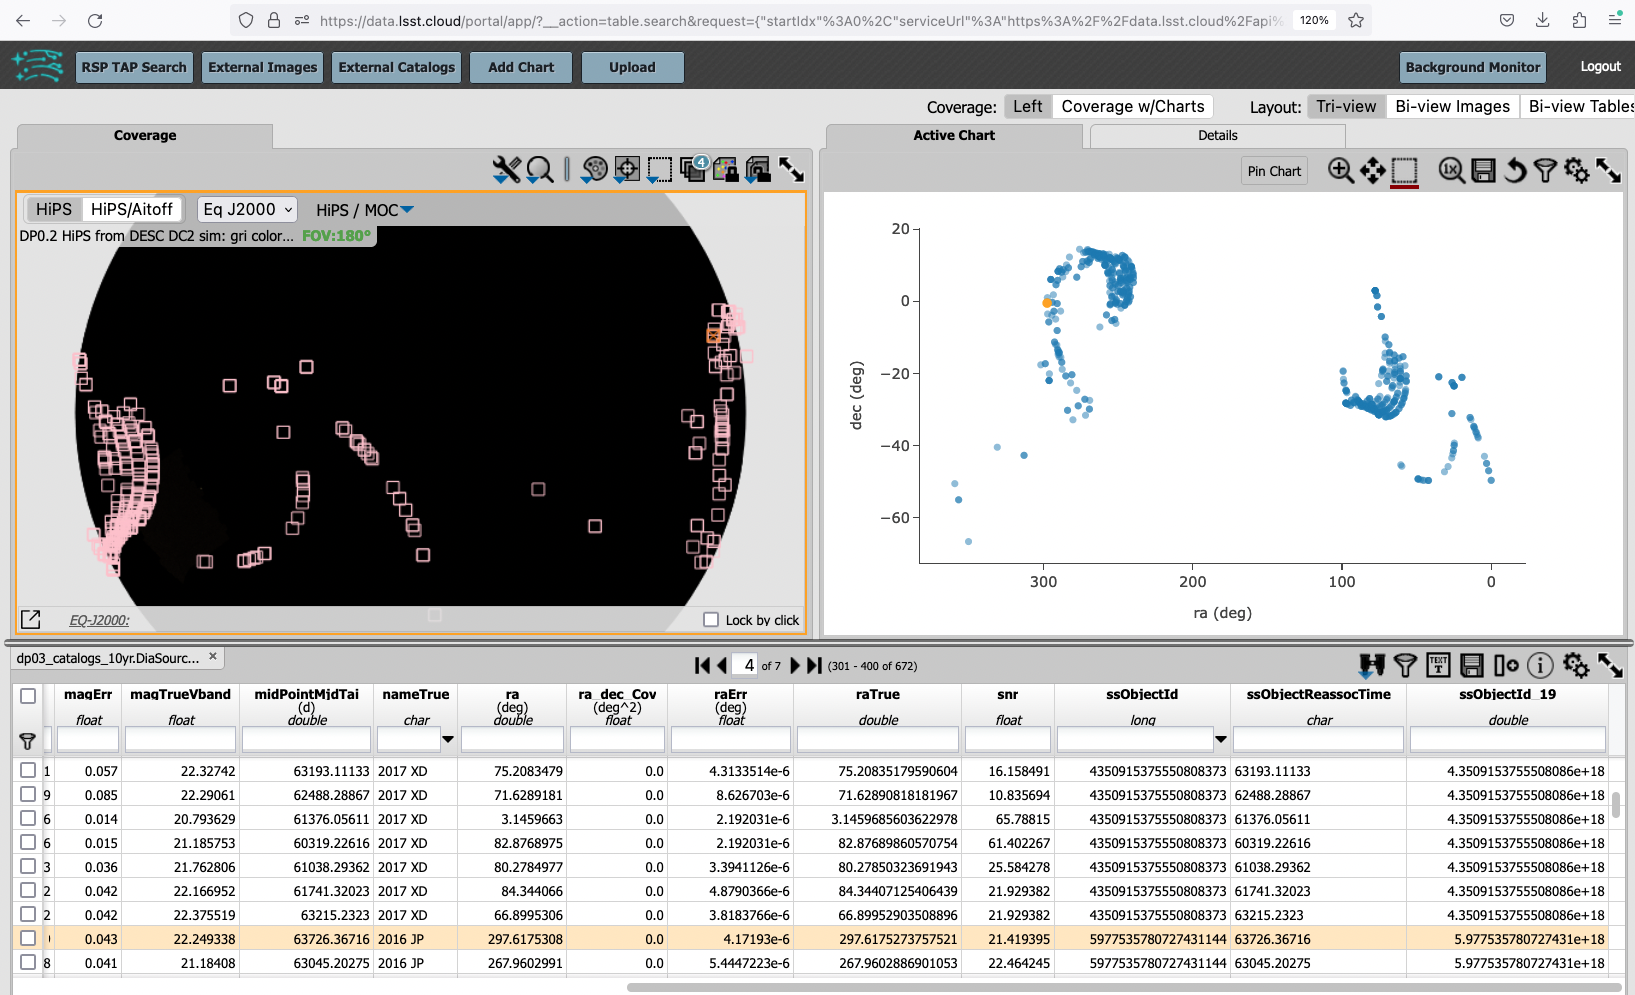 https://data.lsst.cloud/portal/app/?__action=table.search&request={"startIdx"%3A0%2C"serviceUrl"%3A"https%3A%2F%2Fdata.lsst.cloud%2Fapi% 120%
RSP TAP Search External Images External Catalogs Add Chart Upload Background Monitor Logout
Coverage: Left Coverage w/Charts Layout: Tri-view Bi-view Images Bi-view Tables
Coverage Active Chart Details
4
Pin Chart
1x
HiPS HiPS/Aitoff Eq J2000 HiPS / MOC
DP0.2 HiPS from DESC DC2 sim: gri color... FOV:180°
20
0
−20
−40
−60
dec (deg)
300 200 100 0
ra (deg)
EQ-J2000: Lock by click
dp03_catalogs_10yr.DiaSourc... × 4 of 7 (301 - 400 of 672)
TEXT
magErr magTrueVband midPointMjdTai nameTrue ra ra_dec_Cov raErr raTrue snr ssObjectId ssObjectReassocTime ssObjectId_19
(d) (deg) (deg^2) (deg)
float float double char double float float double float long char double
1 0.057 22.32742 63193.11133 2017 XD 75.2083479 0.0 4.3133514e-6 75.20835179590604 16.158491 4350915375550808373 63193.11133 4.3509153755508086e+18
9 0.085 22.29061 62488.28867 2017 XD 71.6289181 0.0 8.626703e-6 71.62890818181967 10.835694 4350915375550808373 62488.28867 4.3509153755508086e+18
6 0.014 20.793629 61376.05611 2017 XD 3.1459663 0.0 2.192031e-6 3.1459685603622978 65.78815 4350915375550808373 61376.05611 4.3509153755508086e+18
6 0.015 21.185753 60319.22616 2017 XD 82.8768975 0.0 2.192031e-6 82.87689860570754 61.402267 4350915375550808373 60319.22616 4.3509153755508086e+18
3 0.036 21.762806 61038.29362 2017 XD 80.2784977 0.0 3.3941126e-6 80.27850323691943 25.584278 4350915375550808373 61038.29362 4.3509153755508086e+18
2 0.042 22.166952 61741.32023 2017 XD 84.344066 0.0 4.8790366e-6 84.34407125406439 21.929382 4350915375550808373 61741.32023 4.3509153755508086e+18
2 0.042 22.375519 63215.2323 2017 XD 66.8995306 0.0 3.8183766e-6 66.89952903508896 21.929382 4350915375550808373 63215.2323 4.3509153755508086e+18
0.043 22.249338 63726.36716 2016 JP 297.6175308 0.0 4.17193e-6 297.6175273757521 21.419395 5977535780727431144 63726.36716 5.977535780727431e+18
8 0.041 21.18408 63045.20275 2016 JP 267.9602991 0.0 5.4447223e-6 267.9602886901053 22.464245 5977535780727431144 63045.20275 5.977535780727431e+18